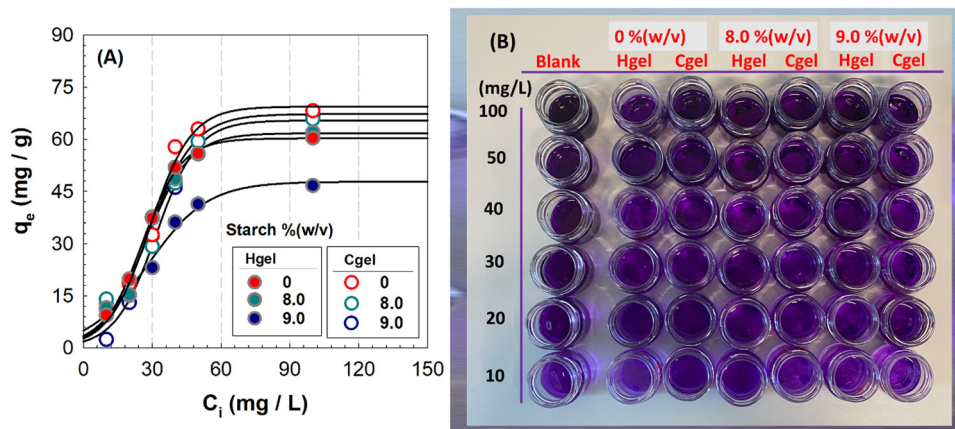 (A)
90
75
60
45
30
15
0
q_e (mg / g)
0 30 60 90 120 150
C_i (mg / L)
Starch %(w/v)
Hgel Cgel
0 0
8.0 8.0
9.0 9.0
(B)
0 %(w/v) 8.0 %(w/v) 9.0 %(w/v)
Blank Hgel Cgel Hgel Cgel Hgel Cgel
(mg/L)
100
50
40
30
20
10